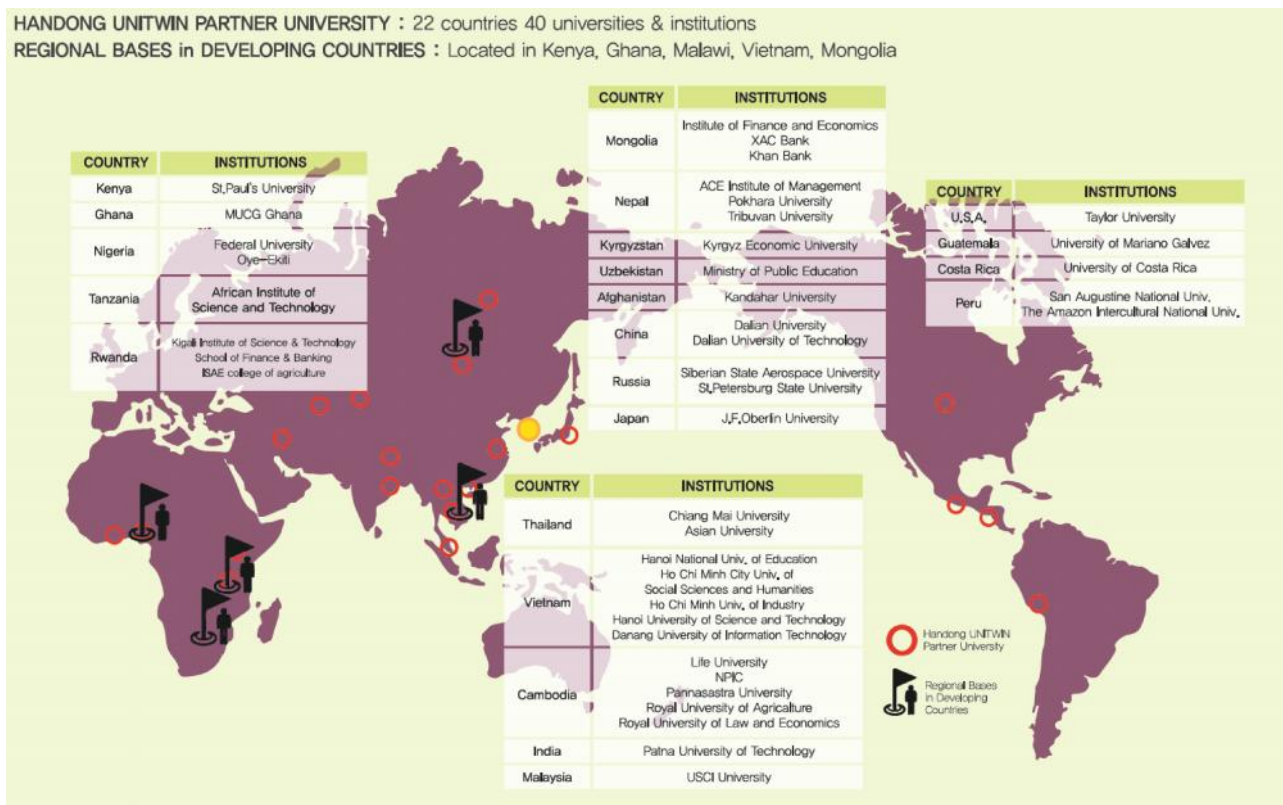 HANDONG UNITWIN PARTNER UNIVERSITY : 22 countries 40 universities & institutions
REGIONAL BASES in DEVELOPING COUNTRIES : Located in Kenya, Ghana, Malawi, Vietnam, Mongolia
COUNTRY INSTITUTIONS
Kenya St.Paul's University
Ghana MUCG Ghana
Nigeria Federal University
Oye-Ekiti
Tanzania African Institute of
Science and Technology
Rwanda Kigali Institute of Science & Technology
School of Finance & Banking
ISAE college of agriculture
COUNTRY INSTITUTIONS
Mongolia Institute of Finance and Economics
XAC Bank
Khan Bank
Nepal ACE Institute of Management
Pokhara University
Tribuvan University
Kyrgyzstan Kyrgyz Economic University
Uzbekistan Ministry of Public Education
Afghanistan Kandahar University
China Dalian University
Dalian University of Technology
Russia Siberian State Aerospace University
St.Petersburg State University
Japan J.F.Oberlin University
COUNTRY INSTITUTIONS
U.S.A. Taylor University
Guatemala University of Mariano Galvez
Costa Rica University of Costa Rica
Peru San Augustine National Univ.
The Amazon Intercultural National Univ.
COUNTRY INSTITUTIONS
Thailand Chiang Mai University
Asian University
Vietnam Hanoi National Univ. of Education
Ho Chi Minh City Univ. of
Social Sciences and Humanities
Ho Chi Minh Univ. of Industry
Hanoi University of Science and Technology
Danang University of Information Technology
Cambodia Life University
NPIC
Pannasastra University
Royal University of Agriculture
Royal University of Law and Economics
India Patna University of Technology
Malaysia USCI University
Handong UNITWIN
Partner University
Regional Bases
in Developing
Countries